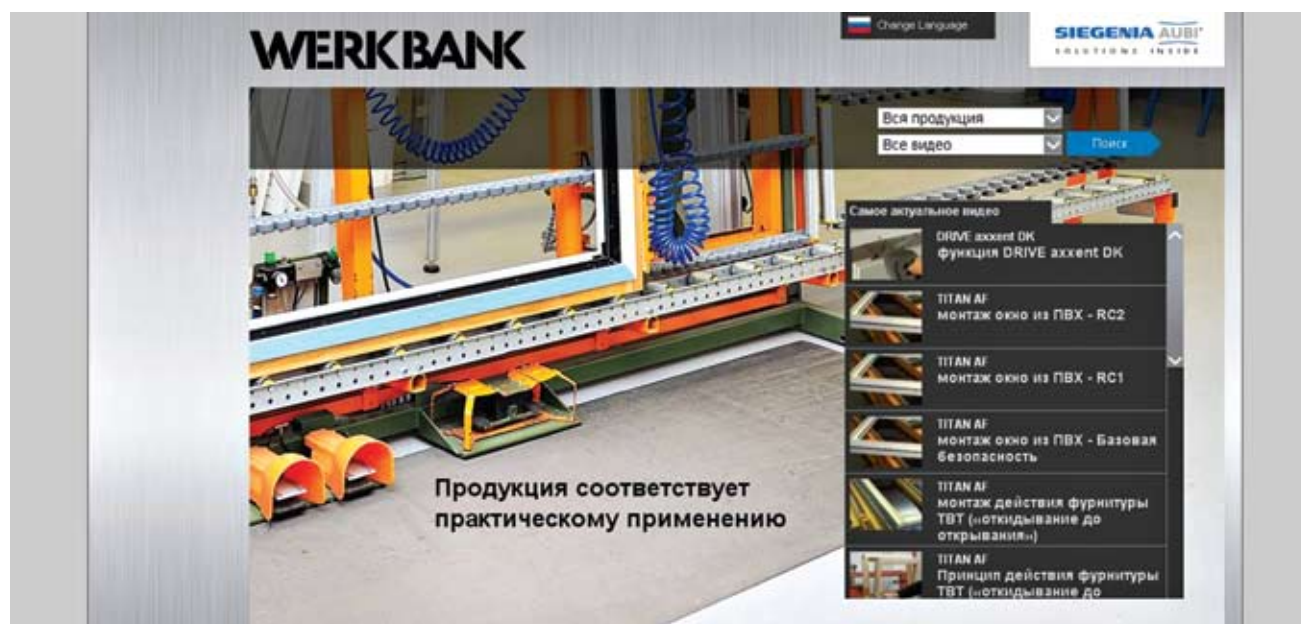 Change Language
SIEGENIA AUBI®
SOLUTIONS INSIDE
WERKBANK
Вся продукция
Все видео
Поиск
Самое актуальное видео
DRIVE axxent DK
функция DRIVE axxent DK
TITAN AF
монтаж окно из ПВХ - RC2
TITAN AF
монтаж окно из ПВХ - RC1
TITAN AF
монтаж окно из ПВХ - Базовая
безопасность
TITAN AF
монтаж действия фурнитуры
ТВТ («откидывание до
открывания»)
TITAN AF
Принцип действия фурнитуры
ТВТ («откидывание до
Продукция соответствует
практическому применению